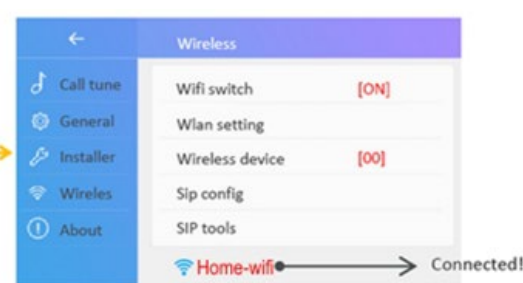 ←
Wireless
Call tune
General
Installer
Wireles
About
Wifi switch [ON]
Wlan setting
Wireless device [00]
Sip config
SIP tools
Home-wifi Connected!